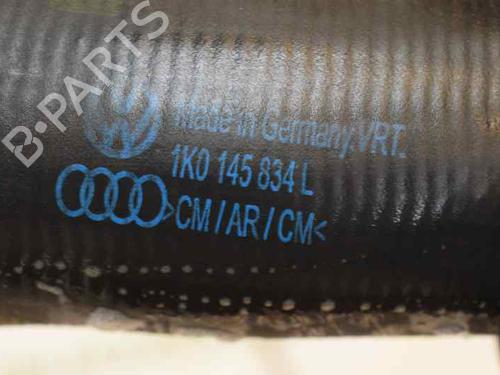 B-PARTS
Made in Germany.VRT.
1K0 145 834 L
>CM/AR/CM<